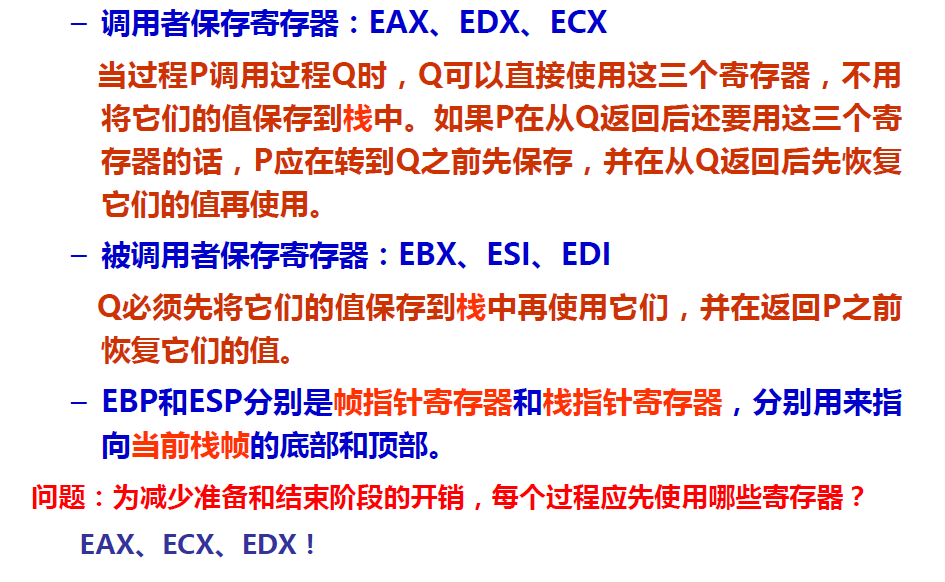 – 调用者保存寄存器：EAX、EDX、ECX
当过程P调用过程Q时，Q可以直接使用这三个寄存器，不用
将它们的值保存到栈中。如果P在从Q返回后还要用这三个寄
存器的话，P应在转到Q之前先保存，并在从Q返回后先恢复
它们的值再使用。
– 被调用者保存寄存器：EBX、ESI、EDI
Q必须先将它们的值保存到栈中再使用它们，并在返回P之前
恢复它们的值。
– EBP和ESP分别是帧指针寄存器和栈指针寄存器，分别用来指
向当前栈帧的底部和顶部。
问题：为减少准备和结束阶段的开销，每个过程应先使用哪些寄存器？
EAX、ECX、EDX！